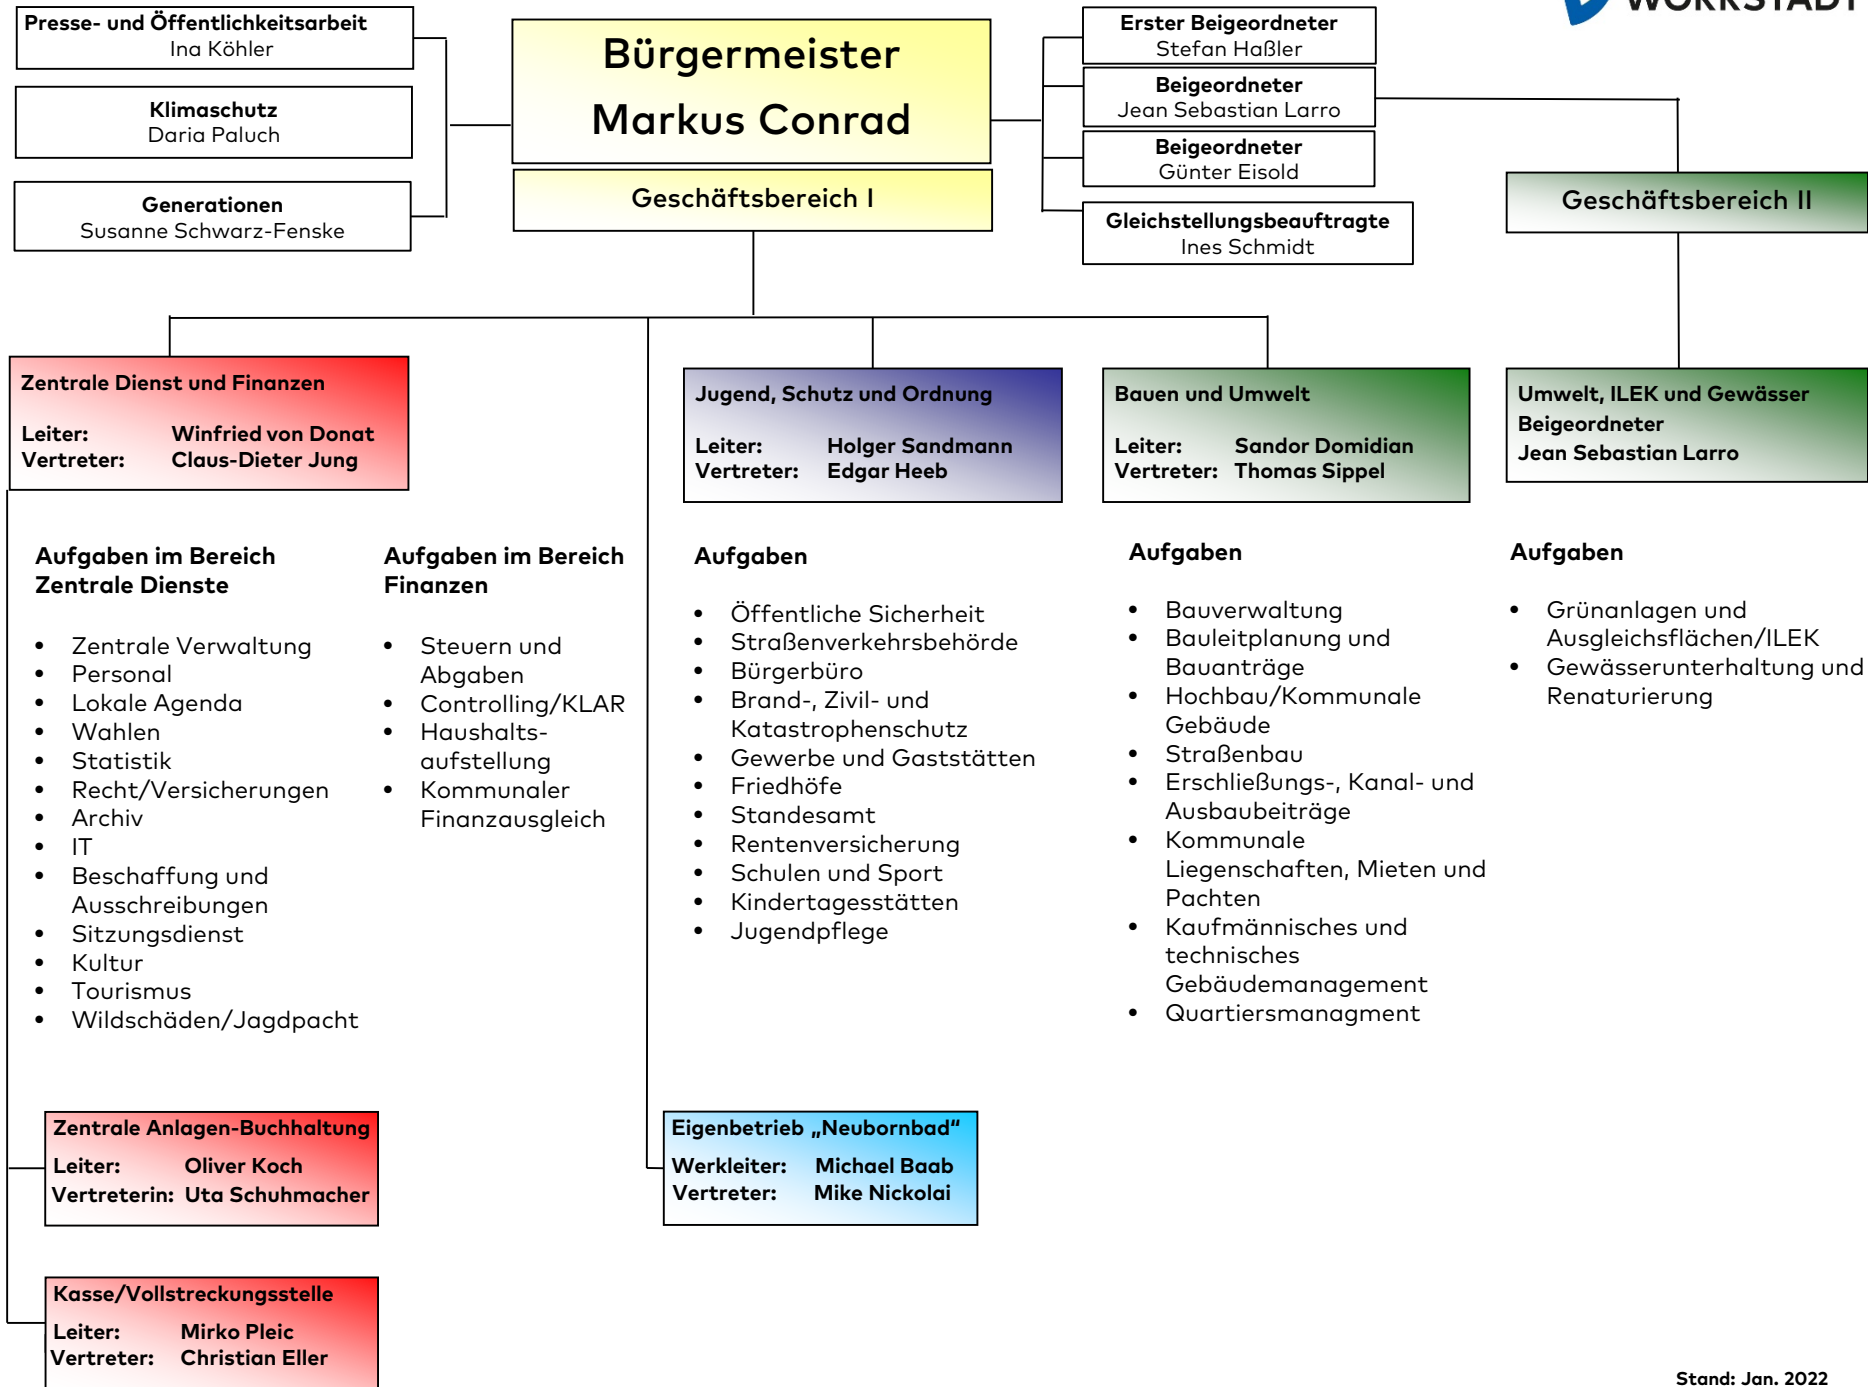 WÖRRSTADT
Presse- und Öffentlichkeitsarbeit
Ina Köhler
Klimaschutz
Daria Paluch
Generationen
Susanne Schwarz-Fenske
Bürgermeister
Markus Conrad
Geschäftsbereich I
Erster Beigeordneter
Stefan Haßler
Beigeordneter
Jean Sebastian Larro
Beigeordneter
Günter Eisold
Gleichstellungsbeauftragte
Ines Schmidt
Geschäftsbereich II
Zentrale Dienst und Finanzen
Leiter: Winfried von Donat
Vertreter: Claus-Dieter Jung
Jugend, Schutz und Ordnung
Leiter: Holger Sandmann
Vertreter: Edgar Heeb
Bauen und Umwelt
Leiter: Sandor Domidian
Vertreter: Thomas Sippel
Umwelt, ILEK und Gewässer
Beigeordneter
Jean Sebastian Larro
Aufgaben im Bereich
Zentrale Dienste
• Zentrale Verwaltung
• Personal
• Lokale Agenda
• Wahlen
• Statistik
• Recht/Versicherungen
• Archiv
• IT
• Beschaffung und
Ausschreibungen
• Sitzungsdienst
• Kultur
• Tourismus
• Wildschäden/Jagdpacht
Aufgaben im Bereich
Finanzen
• Steuern und
Abgaben
• Controlling/KLAR
• Haushalts-
aufstellung
• Kommunaler
Finanzausgleich
Aufgaben
• Öffentliche Sicherheit
• Straßenverkehrsbehörde
• Bürgerbüro
• Brand-, Zivil- und
Katastrophenschutz
• Gewerbe und Gaststätten
• Friedhöfe
• Standesamt
• Rentenversicherung
• Schulen und Sport
• Kindertagesstätten
• Jugendpflege
Aufgaben
• Bauverwaltung
• Bauleitplanung und
Bauanträge
• Hochbau/Kommunale
Gebäude
• Straßenbau
• Erschließungs-, Kanal- und
Ausbaubeiträge
• Kommunale
Liegenschaften, Mieten und
Pachten
• Kaufmännisches und
technisches
Gebäudemanagement
• Quartiersmanagment
Aufgaben
• Grünanlagen und
Ausgleichsflächen/ILEK
• Gewässerunterhaltung und
Renaturierung
Zentrale Anlagen-Buchhaltung
Leiter: Oliver Koch
Vertreterin: Uta Schuhmacher
Eigenbetrieb „Neubornbad“
Werkleiter: Michael Baab
Vertreter: Mike Nickolai
Kasse/Vollstreckungsstelle
Leiter: Mirko Pleic
Vertreter: Christian Eller
Stand: Jan. 2022